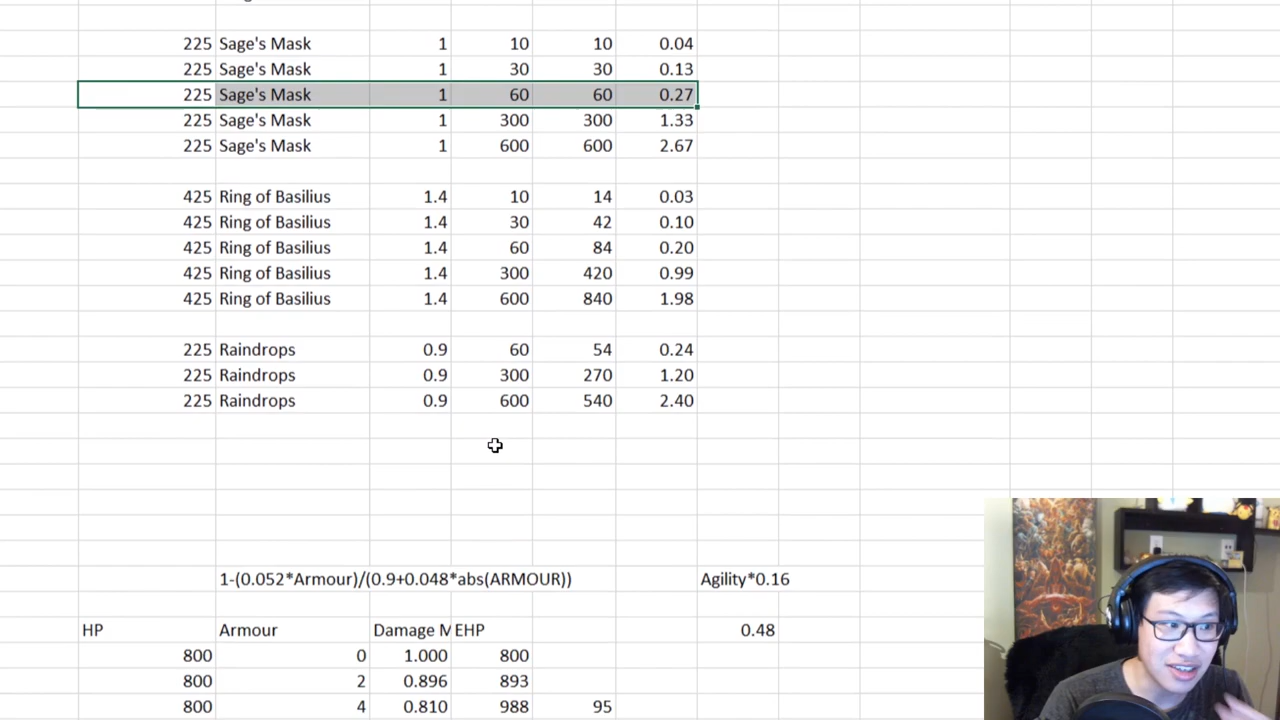 225 Sage's Mask 1 10 10 0.04
225 Sage's Mask 1 30 30 0.13
225 Sage's Mask 1 60 60 0.27
225 Sage's Mask 1 300 300 1.33
225 Sage's Mask 1 600 600 2.67
425 Ring of Basilius 1.4 10 14 0.03
425 Ring of Basilius 1.4 30 42 0.10
425 Ring of Basilius 1.4 60 84 0.20
425 Ring of Basilius 1.4 300 420 0.99
425 Ring of Basilius 1.4 600 840 1.98
225 Raindrops 0.9 60 54 0.24
225 Raindrops 0.9 300 270 1.20
225 Raindrops 0.9 600 540 2.40
1-(0.052*Armour)/(0.9+0.048*abs(ARMOUR)) Agility*0.16
HP Armour Damage M EHP 0.48
800 0 1.000 800
800 2 0.896 893
800 4 0.810 988 95